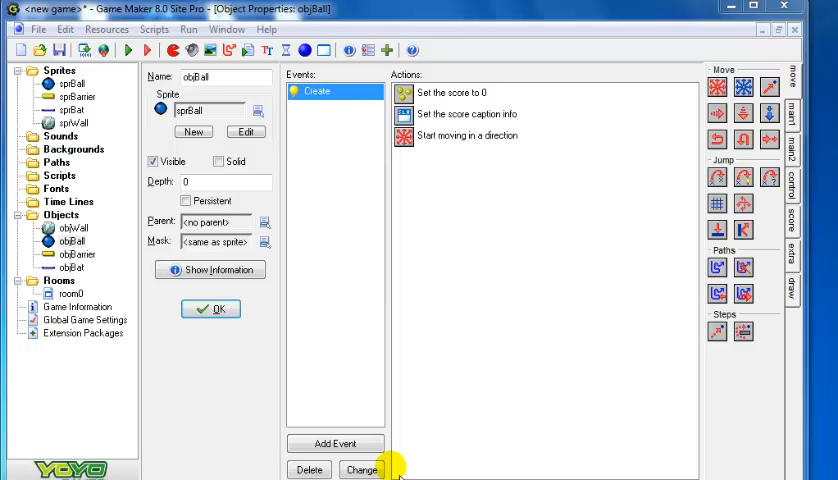 <new game>* - Game Maker 8.0 Site Pro - [Object Properties: objBall]
File Edit Resources Scripts Run Window Help
Sprites
sprBall
sprBarrier
sprBat
sprWall
Sounds
Backgrounds
Paths
Scripts
Fonts
Time Lines
Objects
objWall
objBall
objBarrier
objBat
Rooms
room0
Game Information
Global Game Settings
Extension Packages
YOYO
Name: objBall
Sprite
sprBall
New Edit
Visible Solid
Depth: 0
Persistent
Parent: <no parent>
Mask: <same as sprite>
Show Information
OK
Events:
Create
Add Event
Delete Change
Actions:
Set the score to 0
Set the score caption info
Start moving in a direction
Move
Jump
Paths
Steps
move
main1
main2
control
score
extra
draw